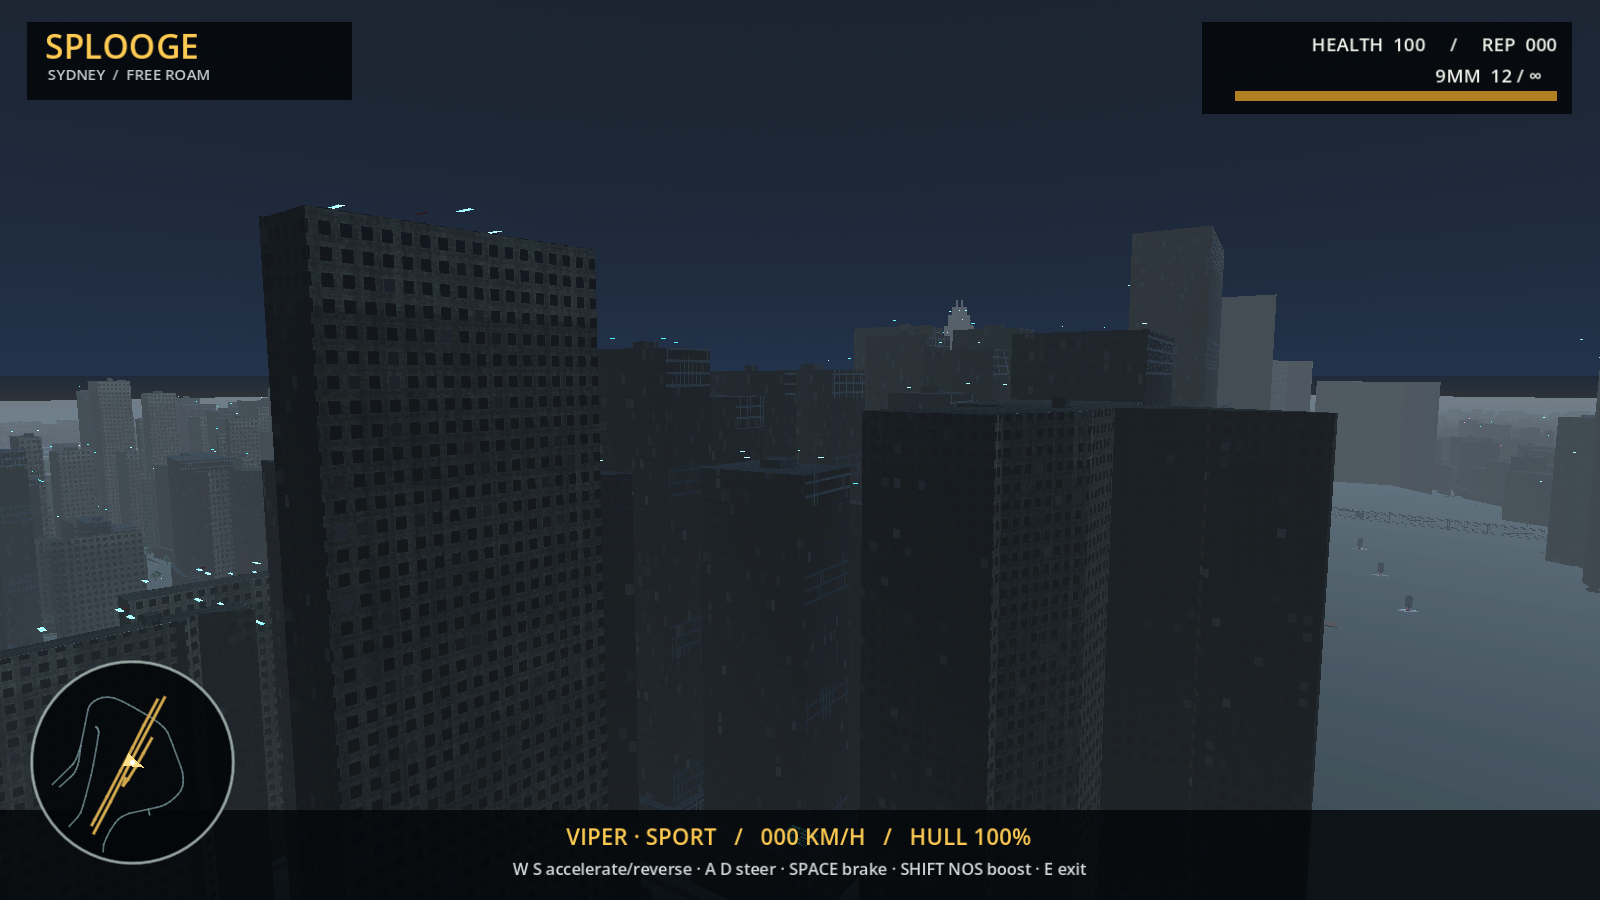 SPLOOGE
SYDNEY / FREE ROAM
HEALTH 100 / REP 000
9MM 12 / ∞
VIPER · SPORT / 000 KM/H / HULL 100%
W S accelerate/reverse · A D steer · SPACE brake · SHIFT NOS boost · E exit